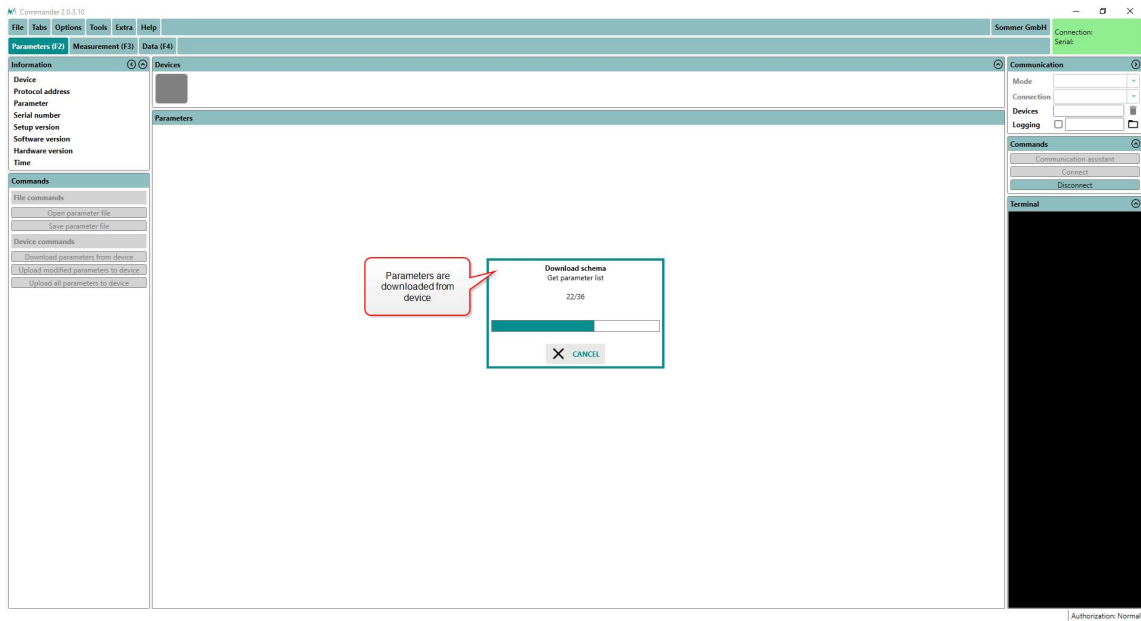 Commander 2.0.3.10
File Tabs Options Tools Extra Help
Sommer GmbH
Connection:
Serial:
Parameters (F2) Measurement (F3) Data (F4)
Information
Device
Protocol address
Parameter
Serial number
Setup version
Software version
Hardware version
Time
Commands
File commands
Open parameter file
Save parameter file
Device commands
Download parameters from device
Upload modified parameters to device
Upload all parameters to device
Devices
Parameters
Parameters are
downloaded from
device
Download schema
Get parameter list
22/36
CANCEL
Communication
Mode
Connection
Devices
Logging
Commands
Communication assistant
Connect
Disconnect
Terminal
Authorization: Normal